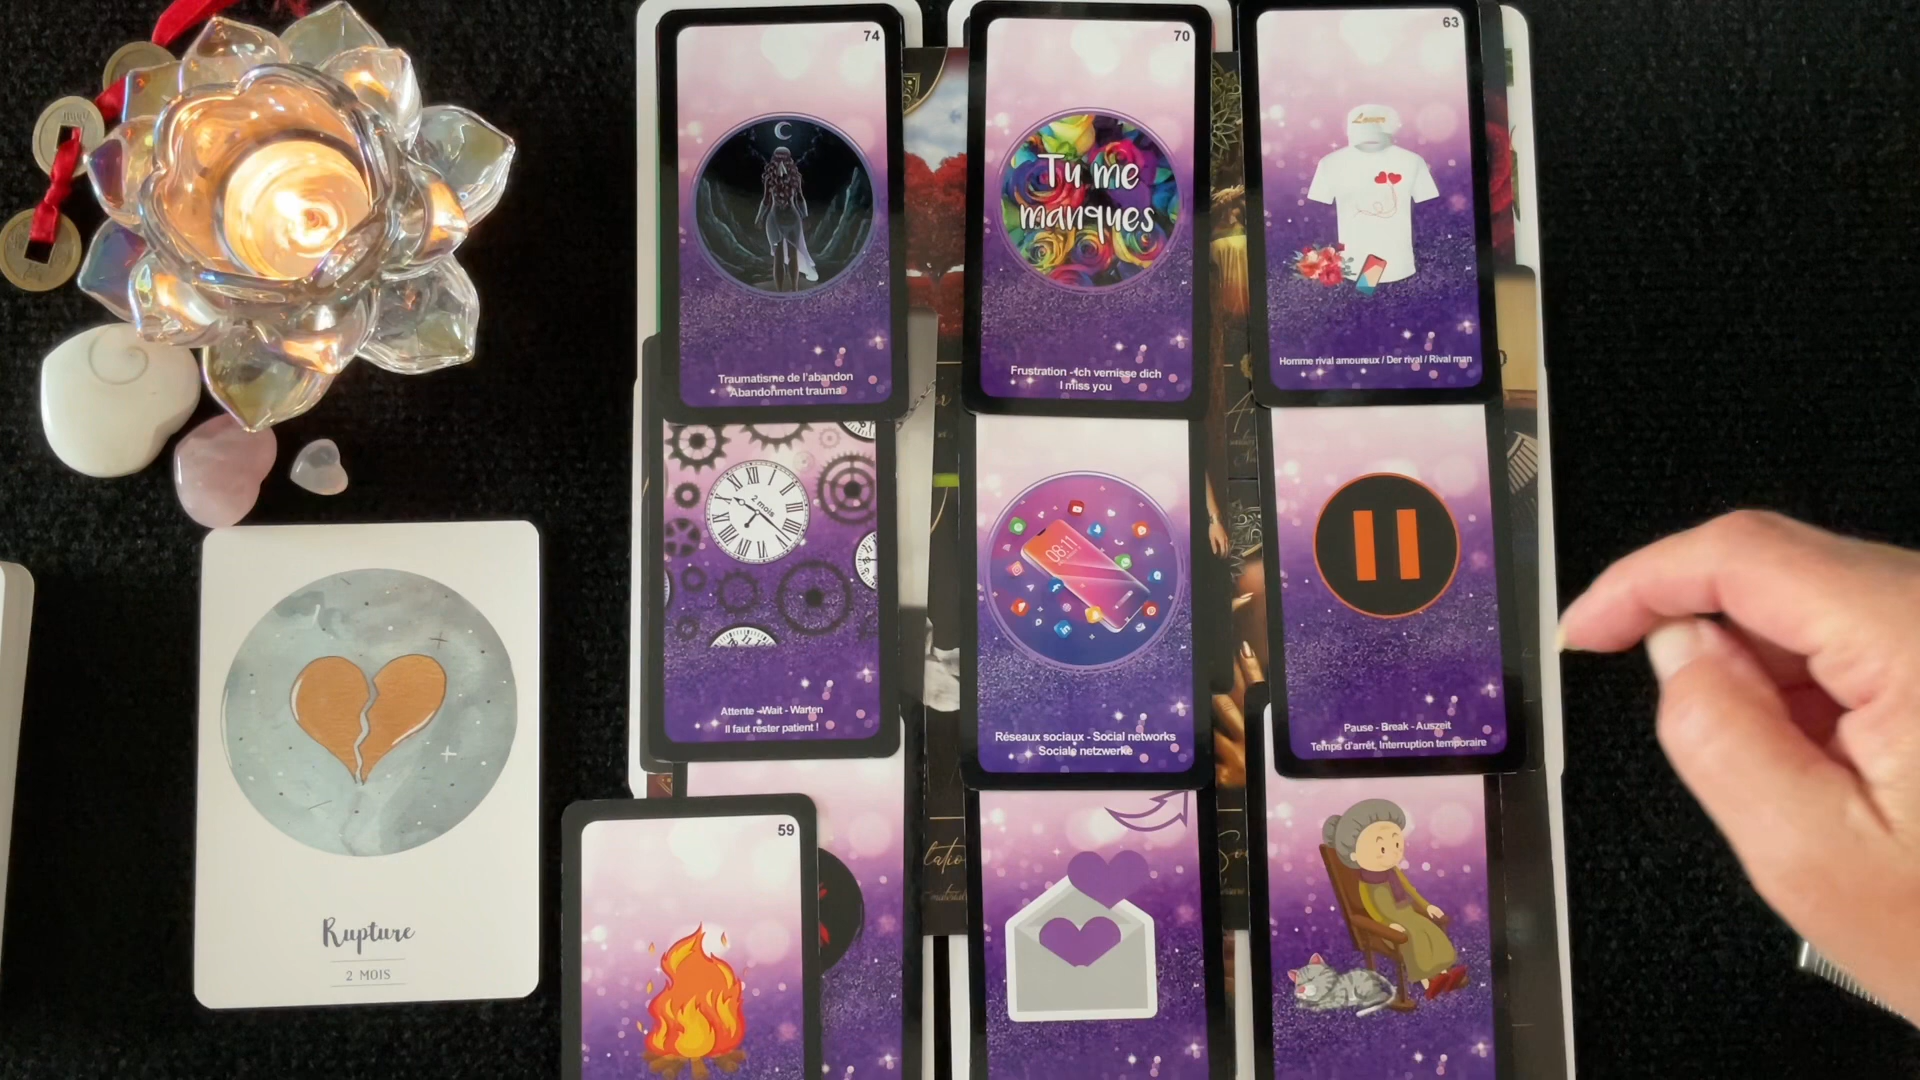 74
Traumatisme de l'abandon
Abandonment trauma
70
Tu me
manques
Frustration - Ich vernisse dich
I miss you
63
Lover
Homme rival amoureux / Der rival / Rival man
2 mois
Attente - Wait - Warten
Il faut rester patient !
08:11
Réseaux sociaux - Social networks
Soziale netzwerke
Pause - Break - Auszeit
Temps d'arrêt, Interruption temporaire
59
Rupture
2 MOIS